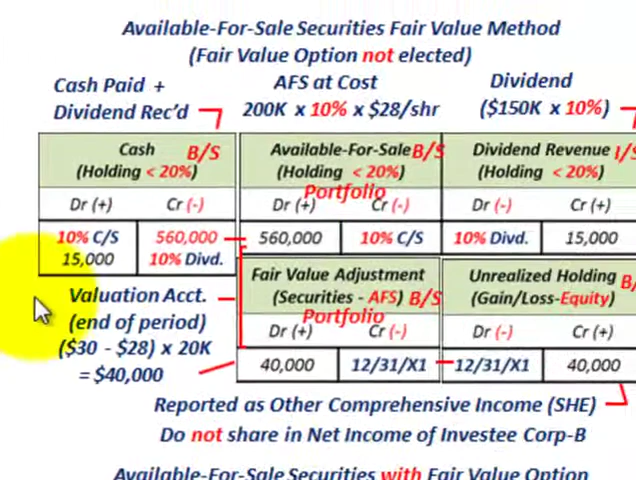 Available-For-Sale Securities Fair Value Method
(Fair Value Option not elected)
Cash Paid +
Dividend Rec'd
AFS at Cost
200K x 10% x $28/shr
Dividend
($150K x 10%)
Cash B/S
(Holding < 20%)
Dr (+) Cr (-)
10% C/S 560,000
15,000 10% Divd.
Available-For-Sale B/S
(Holding < 20%)
Portfolio
Dr (+) Cr (-)
560,000 10% C/S
Dividend Revenue I/S
(Holding < 20%)
Dr (-) Cr (+)
10% Divd. 15,000
Valuation Acct.
(end of period)
($30 - $28) x 20K
= $40,000
Fair Value Adjustment
(Securities - AFS) B/S
Portfolio
Dr (+) Cr (-)
40,000 12/31/X1
Unrealized Holding B/
(Gain/Loss-Equity)
Dr (-) Cr (+)
12/31/X1 40,000
Reported as Other Comprehensive Income (SHE)
Do not share in Net Income of Investee Corp-B
Available-For-Sale Securities with Fair Value Option